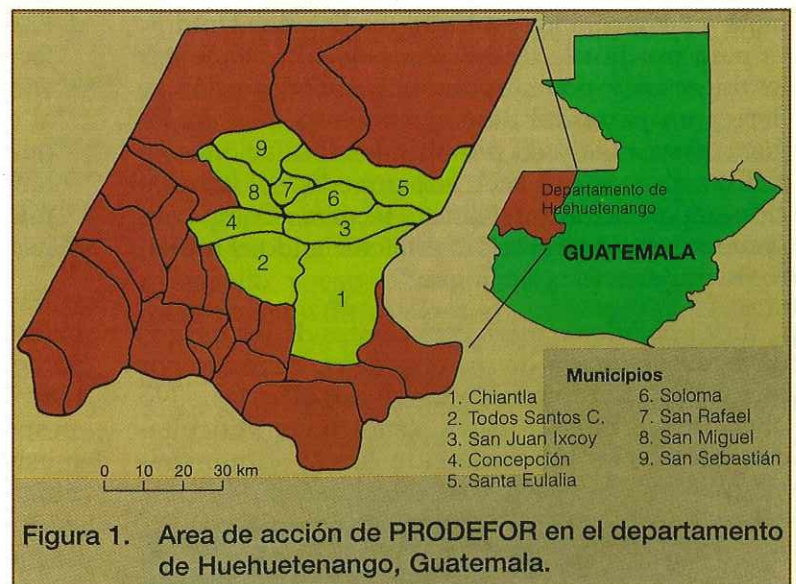 9
8
7
6
5
4
3
2
1
Departamento de
Huehuetenango
GUATEMALA
Municipios
1. Chiantla
2. Todos Santos C.
3. San Juan Ixcoy
4. Concepción
5. Santa Eulalia
6. Soloma
7. San Rafael
8. San Miguel
9. San Sebastián
0 10 20 30 km
Figura 1. Area de acción de PRODEFOR en el departamento
de Huehuetenango, Guatemala.